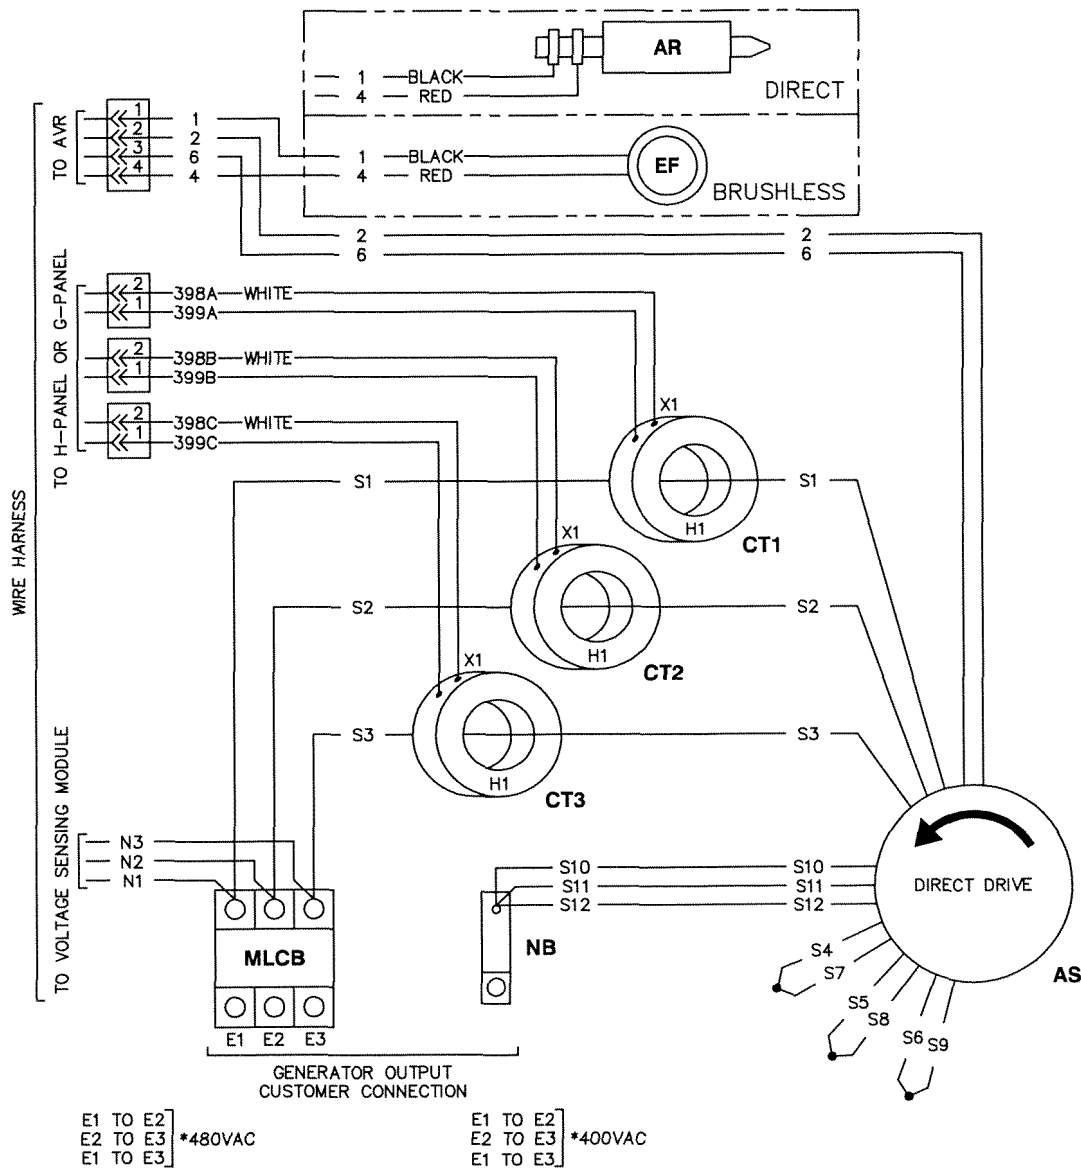 AR
1 BLACK
4 RED
DIRECT
WIRE HARNESS
TO AVR
1 1
2 2
3 6
4 4
1 BLACK
4 RED
EF
BRUSHLESS
2 2
6 6
TO H-PANEL OR G-PANEL
2 398A WHITE
1 399A
2 398B WHITE
1 399B
2 398C WHITE
1 399C
X1
S1 S1
H1
CT1
X1
S2 S2
H1
CT2
X1
S3 S3
H1
CT3
TO VOLTAGE SENSING MODULE
N3
N2
N1
S10 S10
S11 S11
S12 S12
DIRECT DRIVE
AS
MLCB
NB
S4
S7
S5
S8
S6
S9
E1 E2 E3
GENERATOR OUTPUT
CUSTOMER CONNECTION
E1 TO E2
E2 TO E3 *480VAC
E1 TO E3
E1 TO E2
E2 TO E3 *400VAC
E1 TO E3